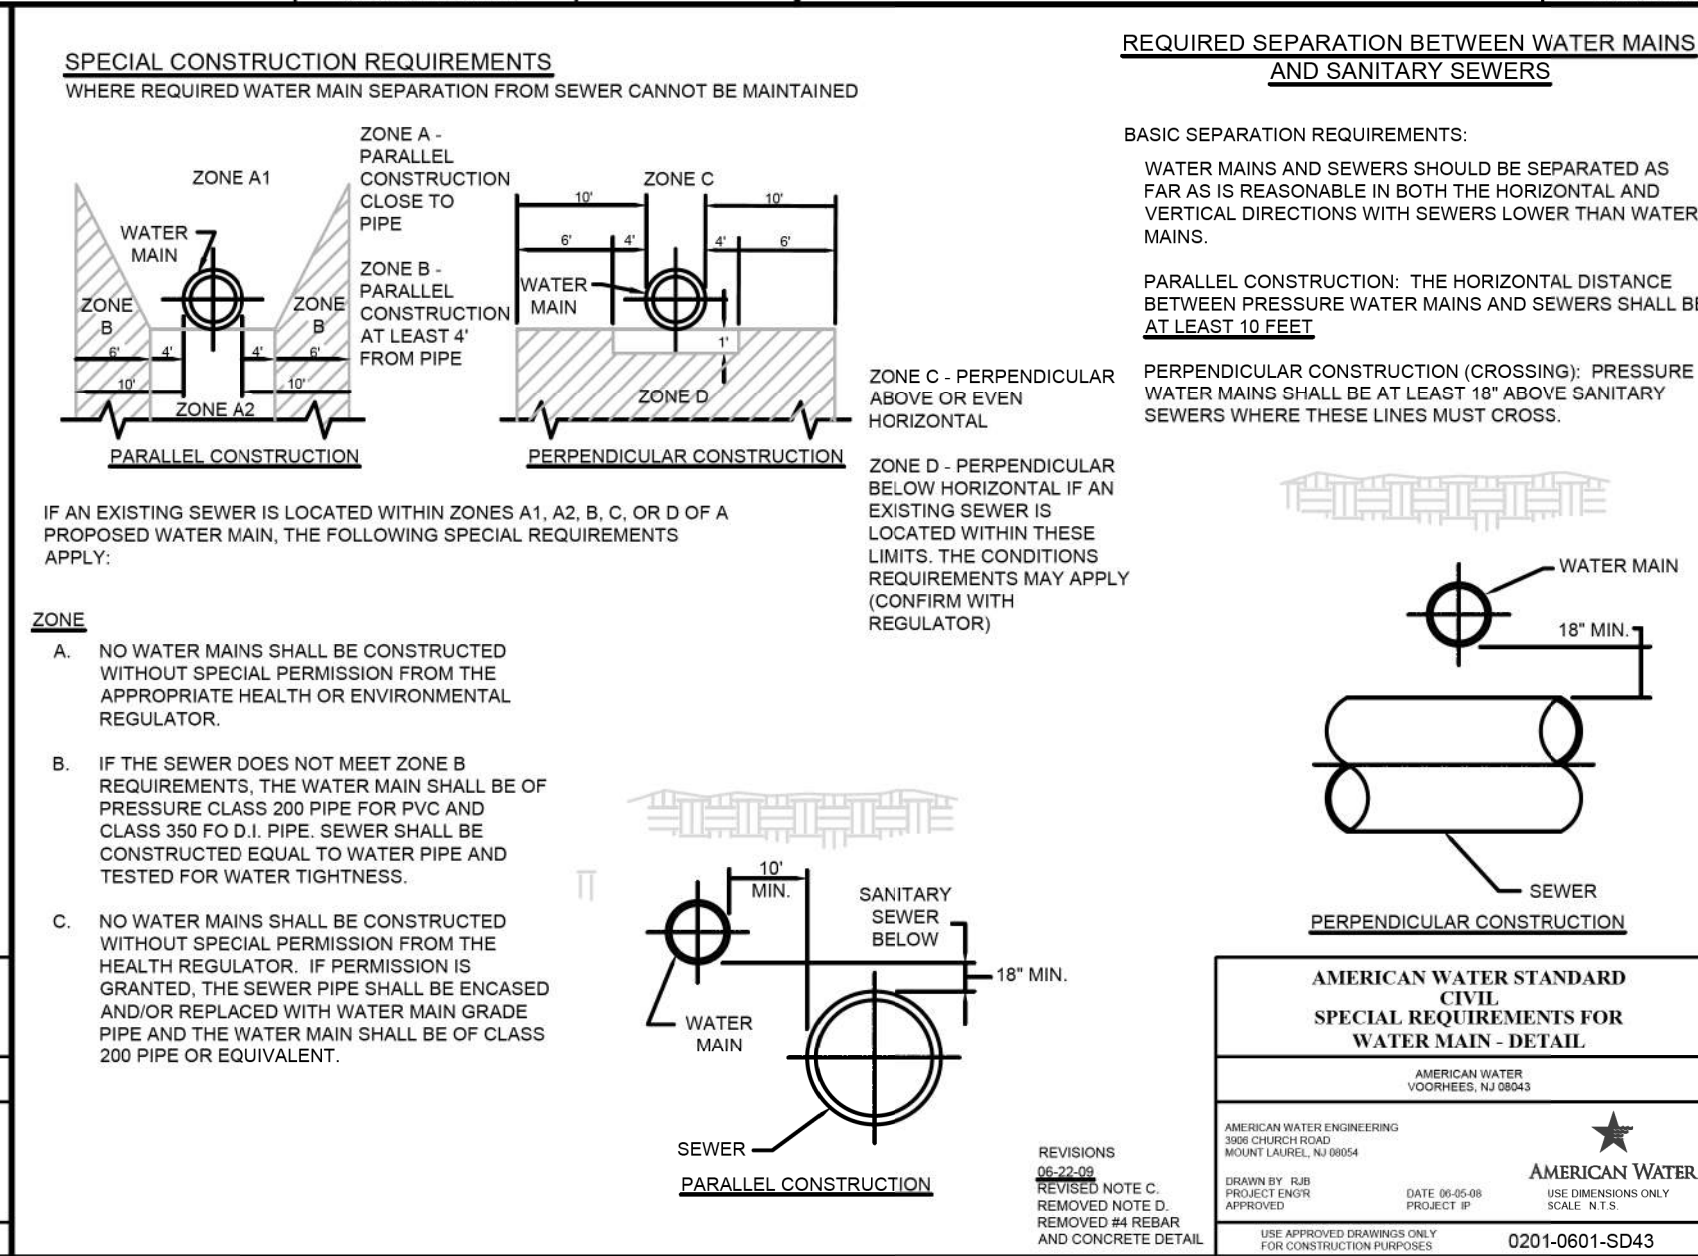 SPECIAL CONSTRUCTION REQUIREMENTS
WHERE REQUIRED WATER MAIN SEPARATION FROM SEWER CANNOT BE MAINTAINED
ZONE A1
WATER
MAIN
ZONE
B
ZONE
B
6'
4'
4'
6'
10'
10'
ZONE A2
PARALLEL CONSTRUCTION
ZONE A -
PARALLEL
CONSTRUCTION
CLOSE TO
PIPE
ZONE B -
PARALLEL
CONSTRUCTION
AT LEAST 4'
FROM PIPE
ZONE C
10'
10'
6'
4'
4'
6'
WATER
MAIN
1'
ZONE D
PERPENDICULAR CONSTRUCTION
ZONE C - PERPENDICULAR
ABOVE OR EVEN
HORIZONTAL
ZONE D - PERPENDICULAR
BELOW HORIZONTAL IF AN
EXISTING SEWER IS
LOCATED WITHIN THESE
LIMITS. THE CONDITIONS
REQUIREMENTS MAY APPLY
(CONFIRM WITH
REGULATOR)
IF AN EXISTING SEWER IS LOCATED WITHIN ZONES A1, A2, B, C, OR D OF A
PROPOSED WATER MAIN, THE FOLLOWING SPECIAL REQUIREMENTS
APPLY:
ZONE
A. NO WATER MAINS SHALL BE CONSTRUCTED
WITHOUT SPECIAL PERMISSION FROM THE
APPROPRIATE HEALTH OR ENVIRONMENTAL
REGULATOR.
B. IF THE SEWER DOES NOT MEET ZONE B
REQUIREMENTS, THE WATER MAIN SHALL BE OF
PRESSURE CLASS 200 PIPE FOR PVC AND
CLASS 350 FO D.I. PIPE. SEWER SHALL BE
CONSTRUCTED EQUAL TO WATER PIPE AND
TESTED FOR WATER TIGHTNESS.
C. NO WATER MAINS SHALL BE CONSTRUCTED
WITHOUT SPECIAL PERMISSION FROM THE
HEALTH REGULATOR. IF PERMISSION IS
GRANTED, THE SEWER PIPE SHALL BE ENCASED
AND/OR REPLACED WITH WATER MAIN GRADE
PIPE AND THE WATER MAIN SHALL BE OF CLASS
200 PIPE OR EQUIVALENT.
10'
MIN.
SANITARY
SEWER
BELOW
18" MIN.
WATER
MAIN
SEWER
PARALLEL CONSTRUCTION
REQUIRED SEPARATION BETWEEN WATER MAINS
AND SANITARY SEWERS
BASIC SEPARATION REQUIREMENTS:
WATER MAINS AND SEWERS SHOULD BE SEPARATED AS
FAR AS IS REASONABLE IN BOTH THE HORIZONTAL AND
VERTICAL DIRECTIONS WITH SEWERS LOWER THAN WATER
MAINS.
PARALLEL CONSTRUCTION: THE HORIZONTAL DISTANCE
BETWEEN PRESSURE WATER MAINS AND SEWERS SHALL BE
AT LEAST 10 FEET
PERPENDICULAR CONSTRUCTION (CROSSING): PRESSURE
WATER MAINS SHALL BE AT LEAST 18" ABOVE SANITARY
SEWERS WHERE THESE LINES MUST CROSS.
WATER MAIN
18" MIN.
SEWER
PERPENDICULAR CONSTRUCTION
REVISIONS
06-22-09
REVISED NOTE C.
REMOVED NOTE D.
REMOVED #4 REBAR
AND CONCRETE DETAIL
AMERICAN WATER STANDARD
CIVIL
SPECIAL REQUIREMENTS FOR
WATER MAIN - DETAIL
AMERICAN WATER
VOORHEES, NJ 08043
AMERICAN WATER ENGINEERING
3906 CHURCH ROAD
MOUNT LAUREL, NJ 08054
DRAWN BY RJB
PROJECT ENG'R
APPROVED
DATE 06-05-08
PROJECT IP
AMERICAN WATER
USE DIMENSIONS ONLY
SCALE N.T.S.
USE APPROVED DRAWINGS ONLY
FOR CONSTRUCTION PURPOSES
0201-0601-SD43